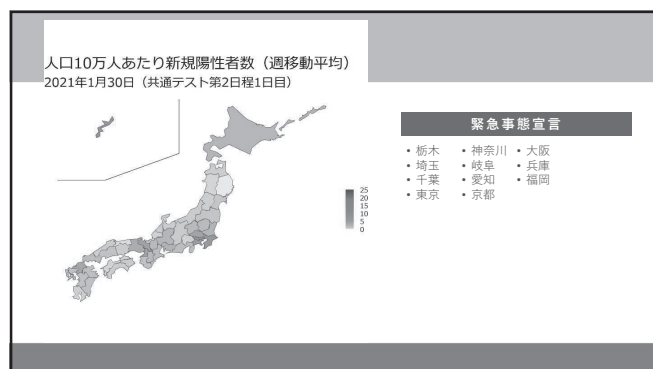 人口10万人あたり新規陽性者数（週移動平均）
2021年1月30日（共通テスト第2日程1日目）
25
20
15
10
5
0
緊急事態宣言
• 栃木
• 埼玉
• 千葉
• 東京
• 神奈川
• 岐阜
• 愛知
• 京都
• 大阪
• 兵庫
• 福岡